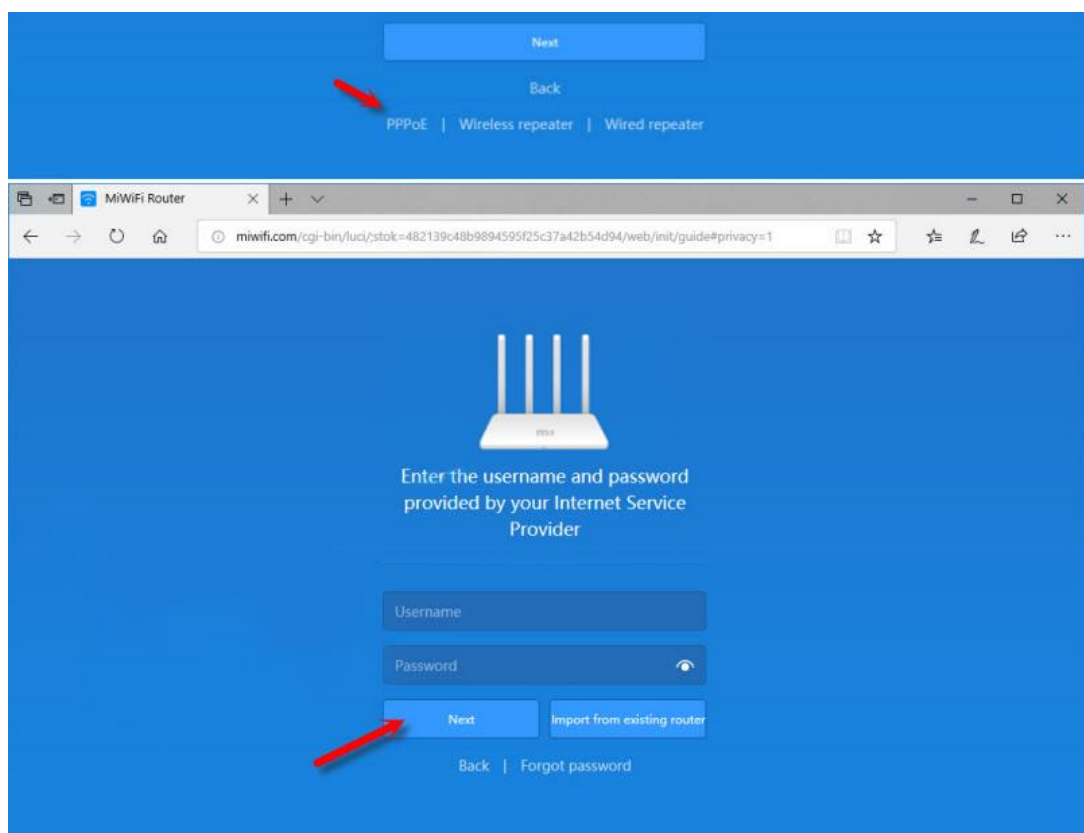 Next
Back
PPPoE | Wireless repeater | Wired repeater
MiWiFi Router
miwifi.com/cgi-bin/luci/;stok=482139c48b9894595f25c37a42b54d94/web/init/guide#privacy=1
mi
Enter the username and password
provided by your Internet Service
Provider
Username
Password
Next Import from existing router
Back | Forgot password